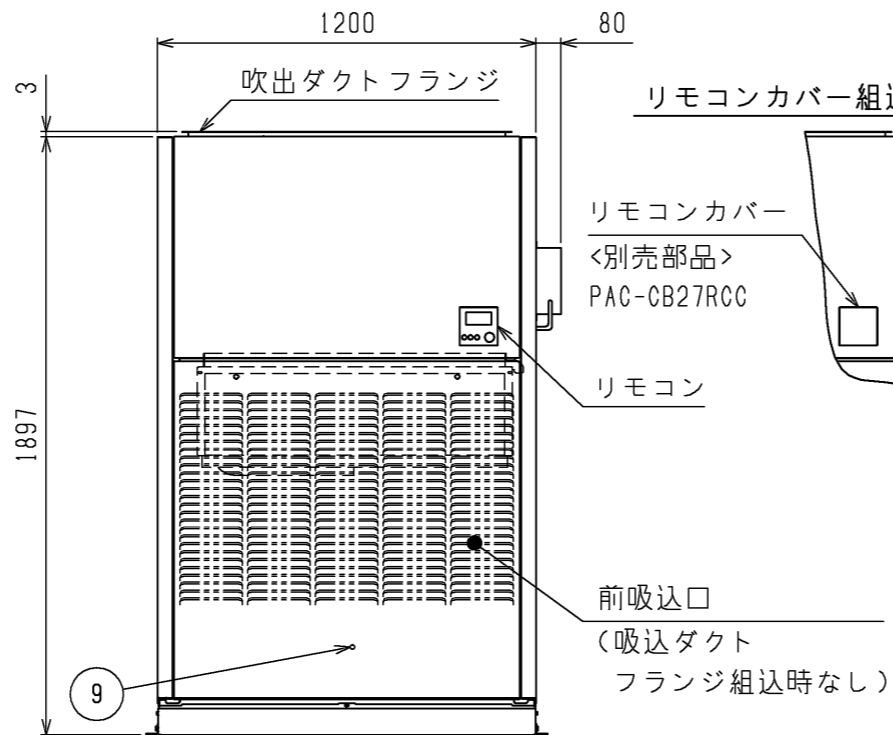 1200
80
3
吹出ダクトフランジ
リモコンカバー組込
リモコンカバー
<別売部品>
PAC-CB27RCC
リモコン
1897
前吸込口
(吸込ダクト
フランジ組込時なし)
9